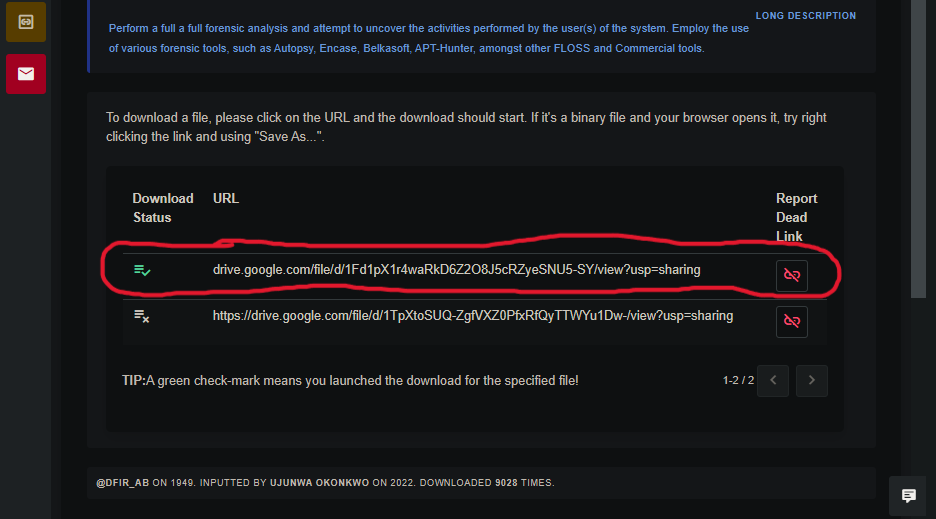 LONG DESCRIPTION
Perform a full a full forensic analysis and attempt to uncover the activities performed by the user(s) of the system. Employ the use
of various forensic tools, such as Autopsy, Encase, Belkasoft, APT-Hunter, amongst other FLOSS and Commercial tools.
To download a file, please click on the URL and the download should start. If it's a binary file and your browser opens it, try right
clicking the link and using "Save As...".
Download URL Report
Status Dead
Link
drive.google.com/file/d/1Fd1pX1r4waRkD6Z2O8J5cRZyeSNU5-SY/view?usp=sharing
https://drive.google.com/file/d/1TpXtoSUQ-ZgfVXZ0PfxRfQyTTWYu1Dw-/view?usp=sharing
TIP:A green check-mark means you launched the download for the specified file! 1-2 / 2
@DFIR_AB ON 1949. INPUTTED BY UJUNWA OKONKWO ON 2022. DOWNLOADED 9028 TIMES.